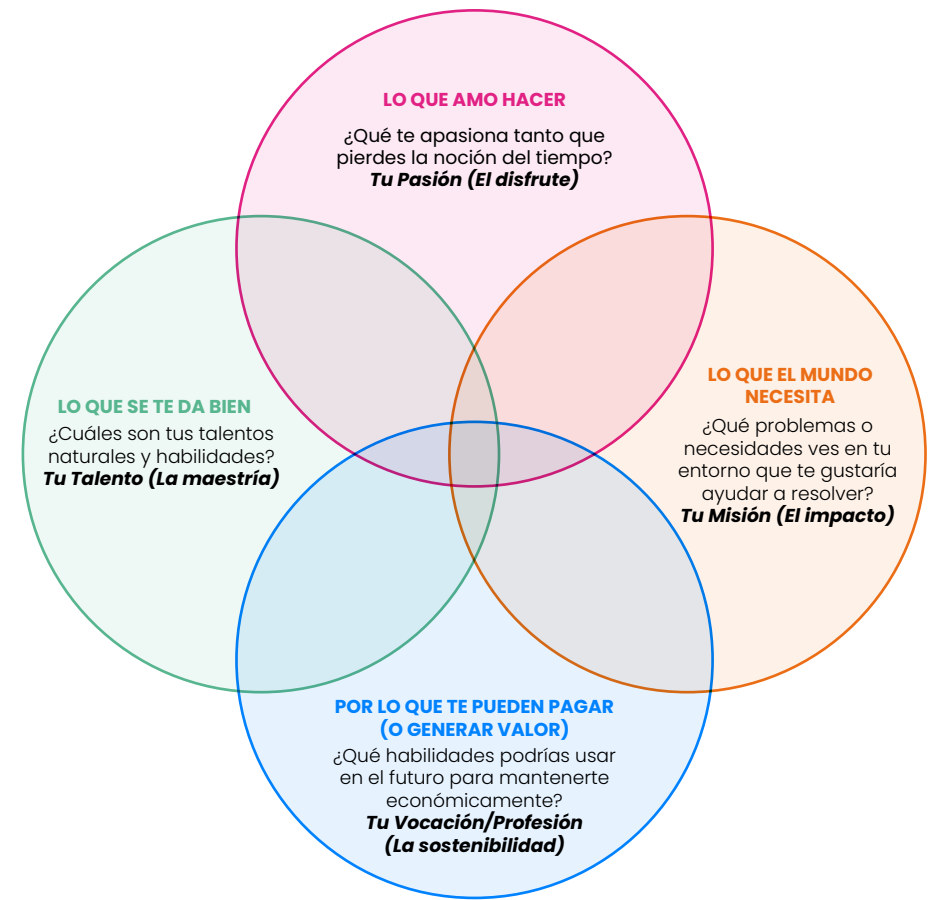 LO QUE AMO HACER
¿Qué te apasiona tanto que
pierdes la noción del tiempo?
Tu Pasión (El disfrute)
LO QUE SE TE DA BIEN
¿Cuáles son tus talentos
naturales y habilidades?
Tu Talento (La maestría)
LO QUE EL MUNDO
NECESITA
¿Qué problemas o
necesidades ves en tu
entorno que te gustaría
ayudar a resolver?
Tu Misión (El impacto)
POR LO QUE TE PUEDEN PAGAR
(O GENERAR VALOR)
¿Qué habilidades podrías usar
en el futuro para mantenerte
económicamente?
Tu Vocación/Profesión
(La sostenibilidad)